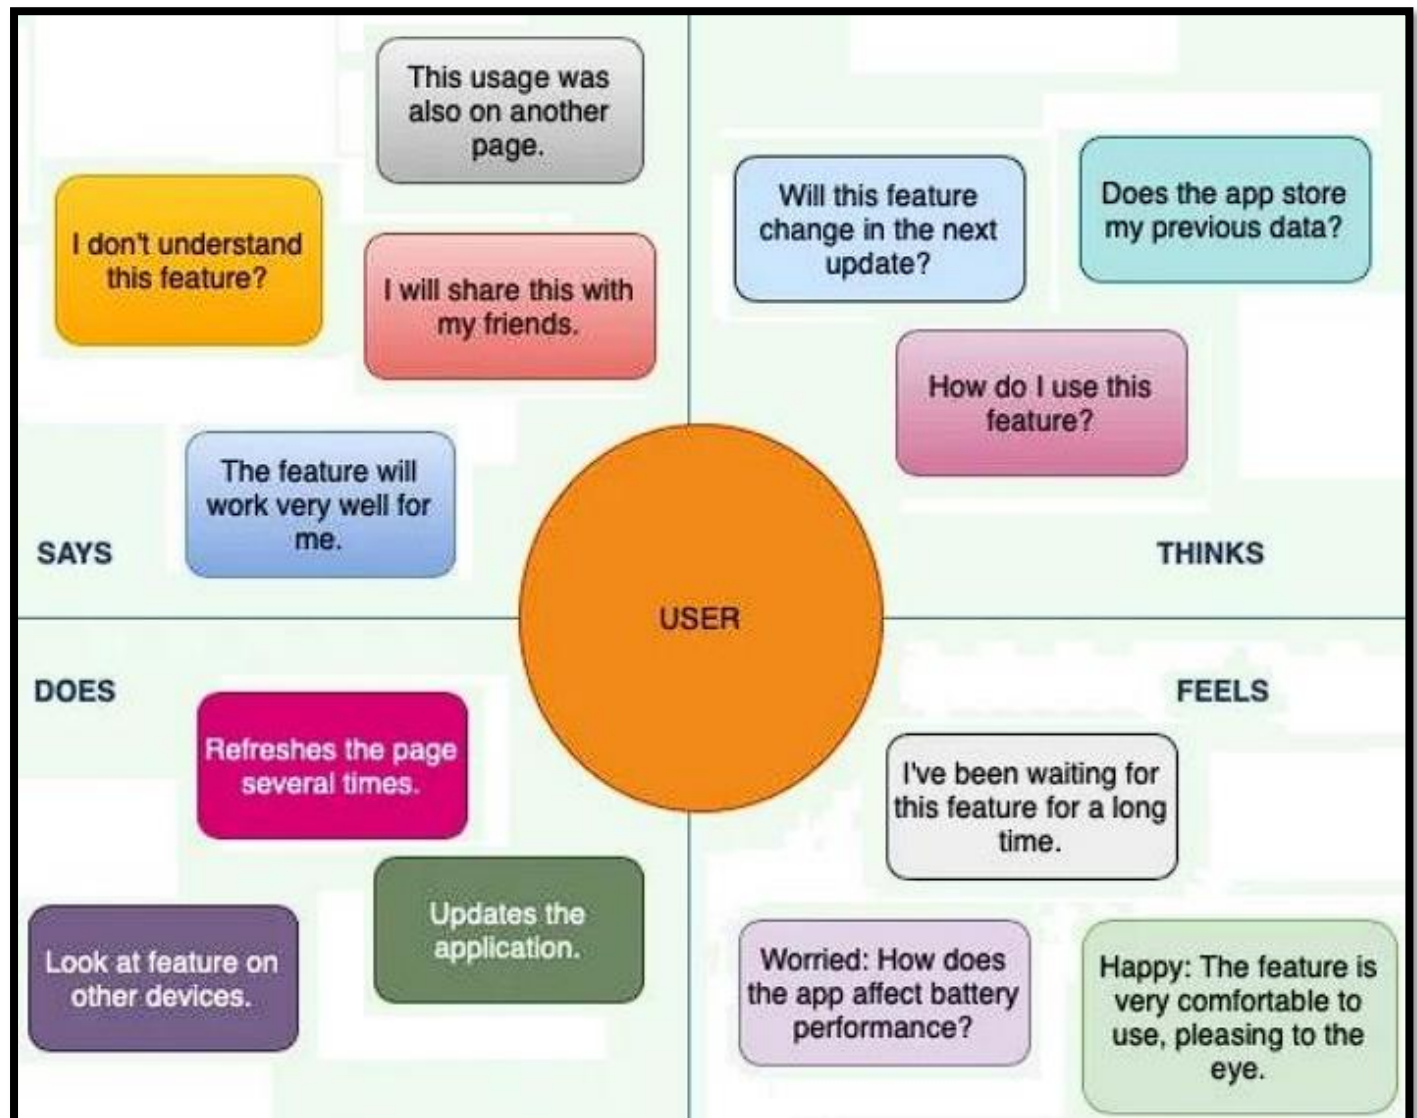 This usage was
also on another
page.
I don't understand
this feature?
I will share this with
my friends.
The feature will
work very well for
me.
SAYS
Will this feature
change in the next
update?
Does the app store
my previous data?
How do I use this
feature?
THINKS
USER
DOES
Refreshes the page
several times.
Updates the
application.
Look at feature on
other devices.
FEELS
I've been waiting for
this feature for a long
time.
Worried: How does
the app affect battery
performance?
Happy: The feature is
very comfortable to
use, pleasing to the
eye.